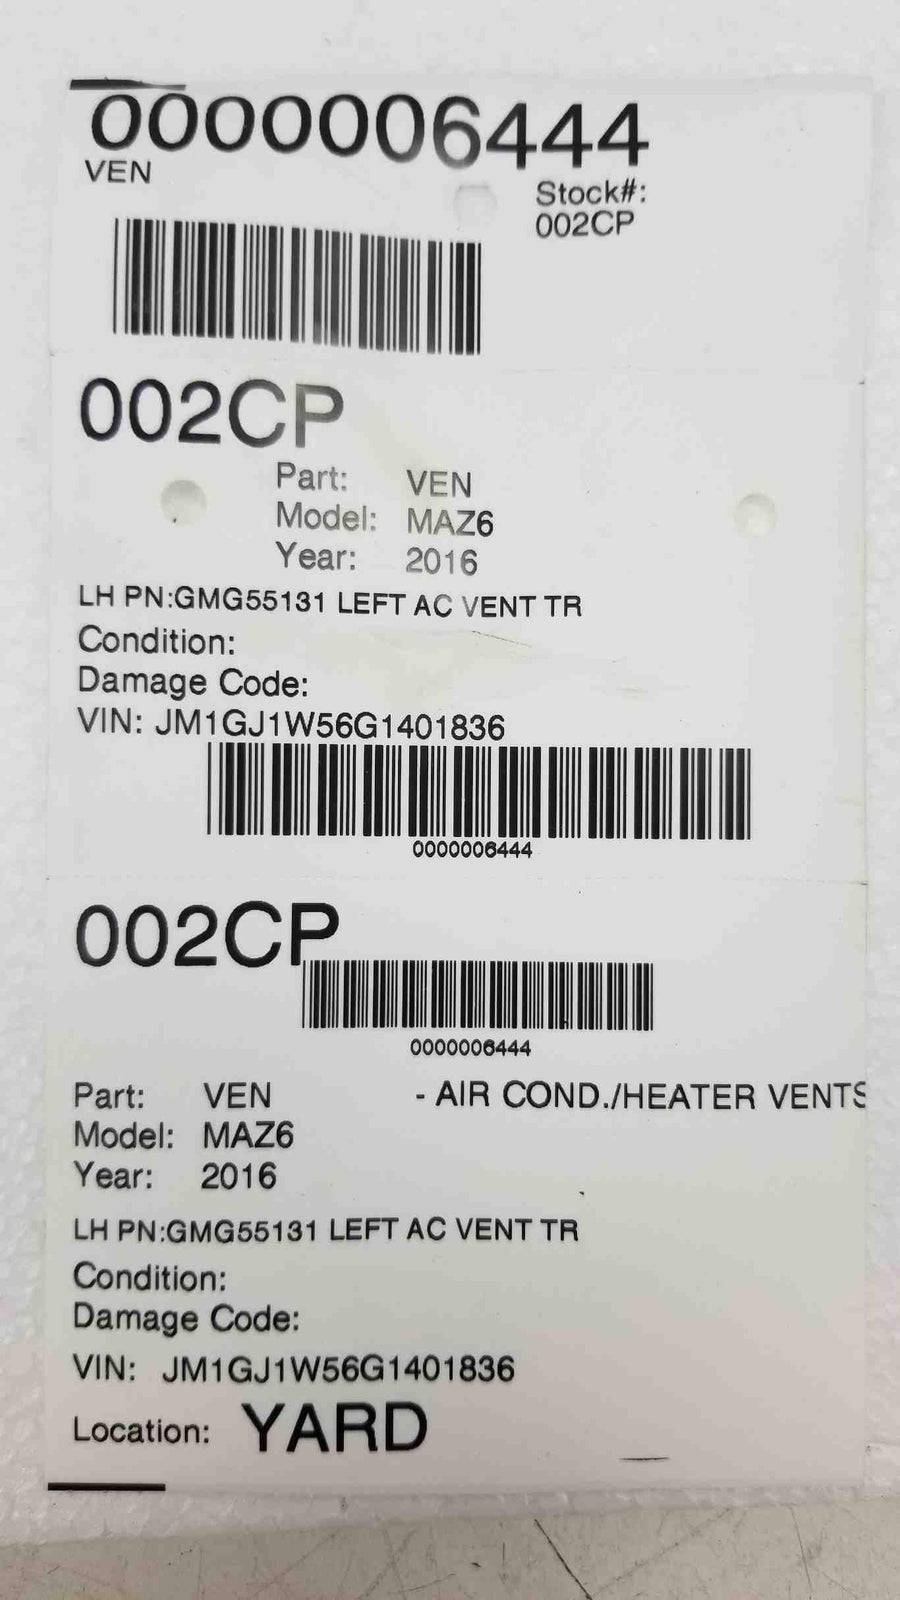 0000006444
VEN
Stock#:
002CP
002CP
Part: VEN
Model: MAZ6
Year: 2016
LH PN:GMG55131 LEFT AC VENT TR
Condition:
Damage Code:
VIN: JM1GJ1W56G1401836
0000006444
002CP
0000006444
Part: VEN - AIR COND./HEATER VENTS
Model: MAZ6
Year: 2016
LH PN:GMG55131 LEFT AC VENT TR
Condition:
Damage Code:
VIN: JM1GJ1W56G1401836
Location: YARD